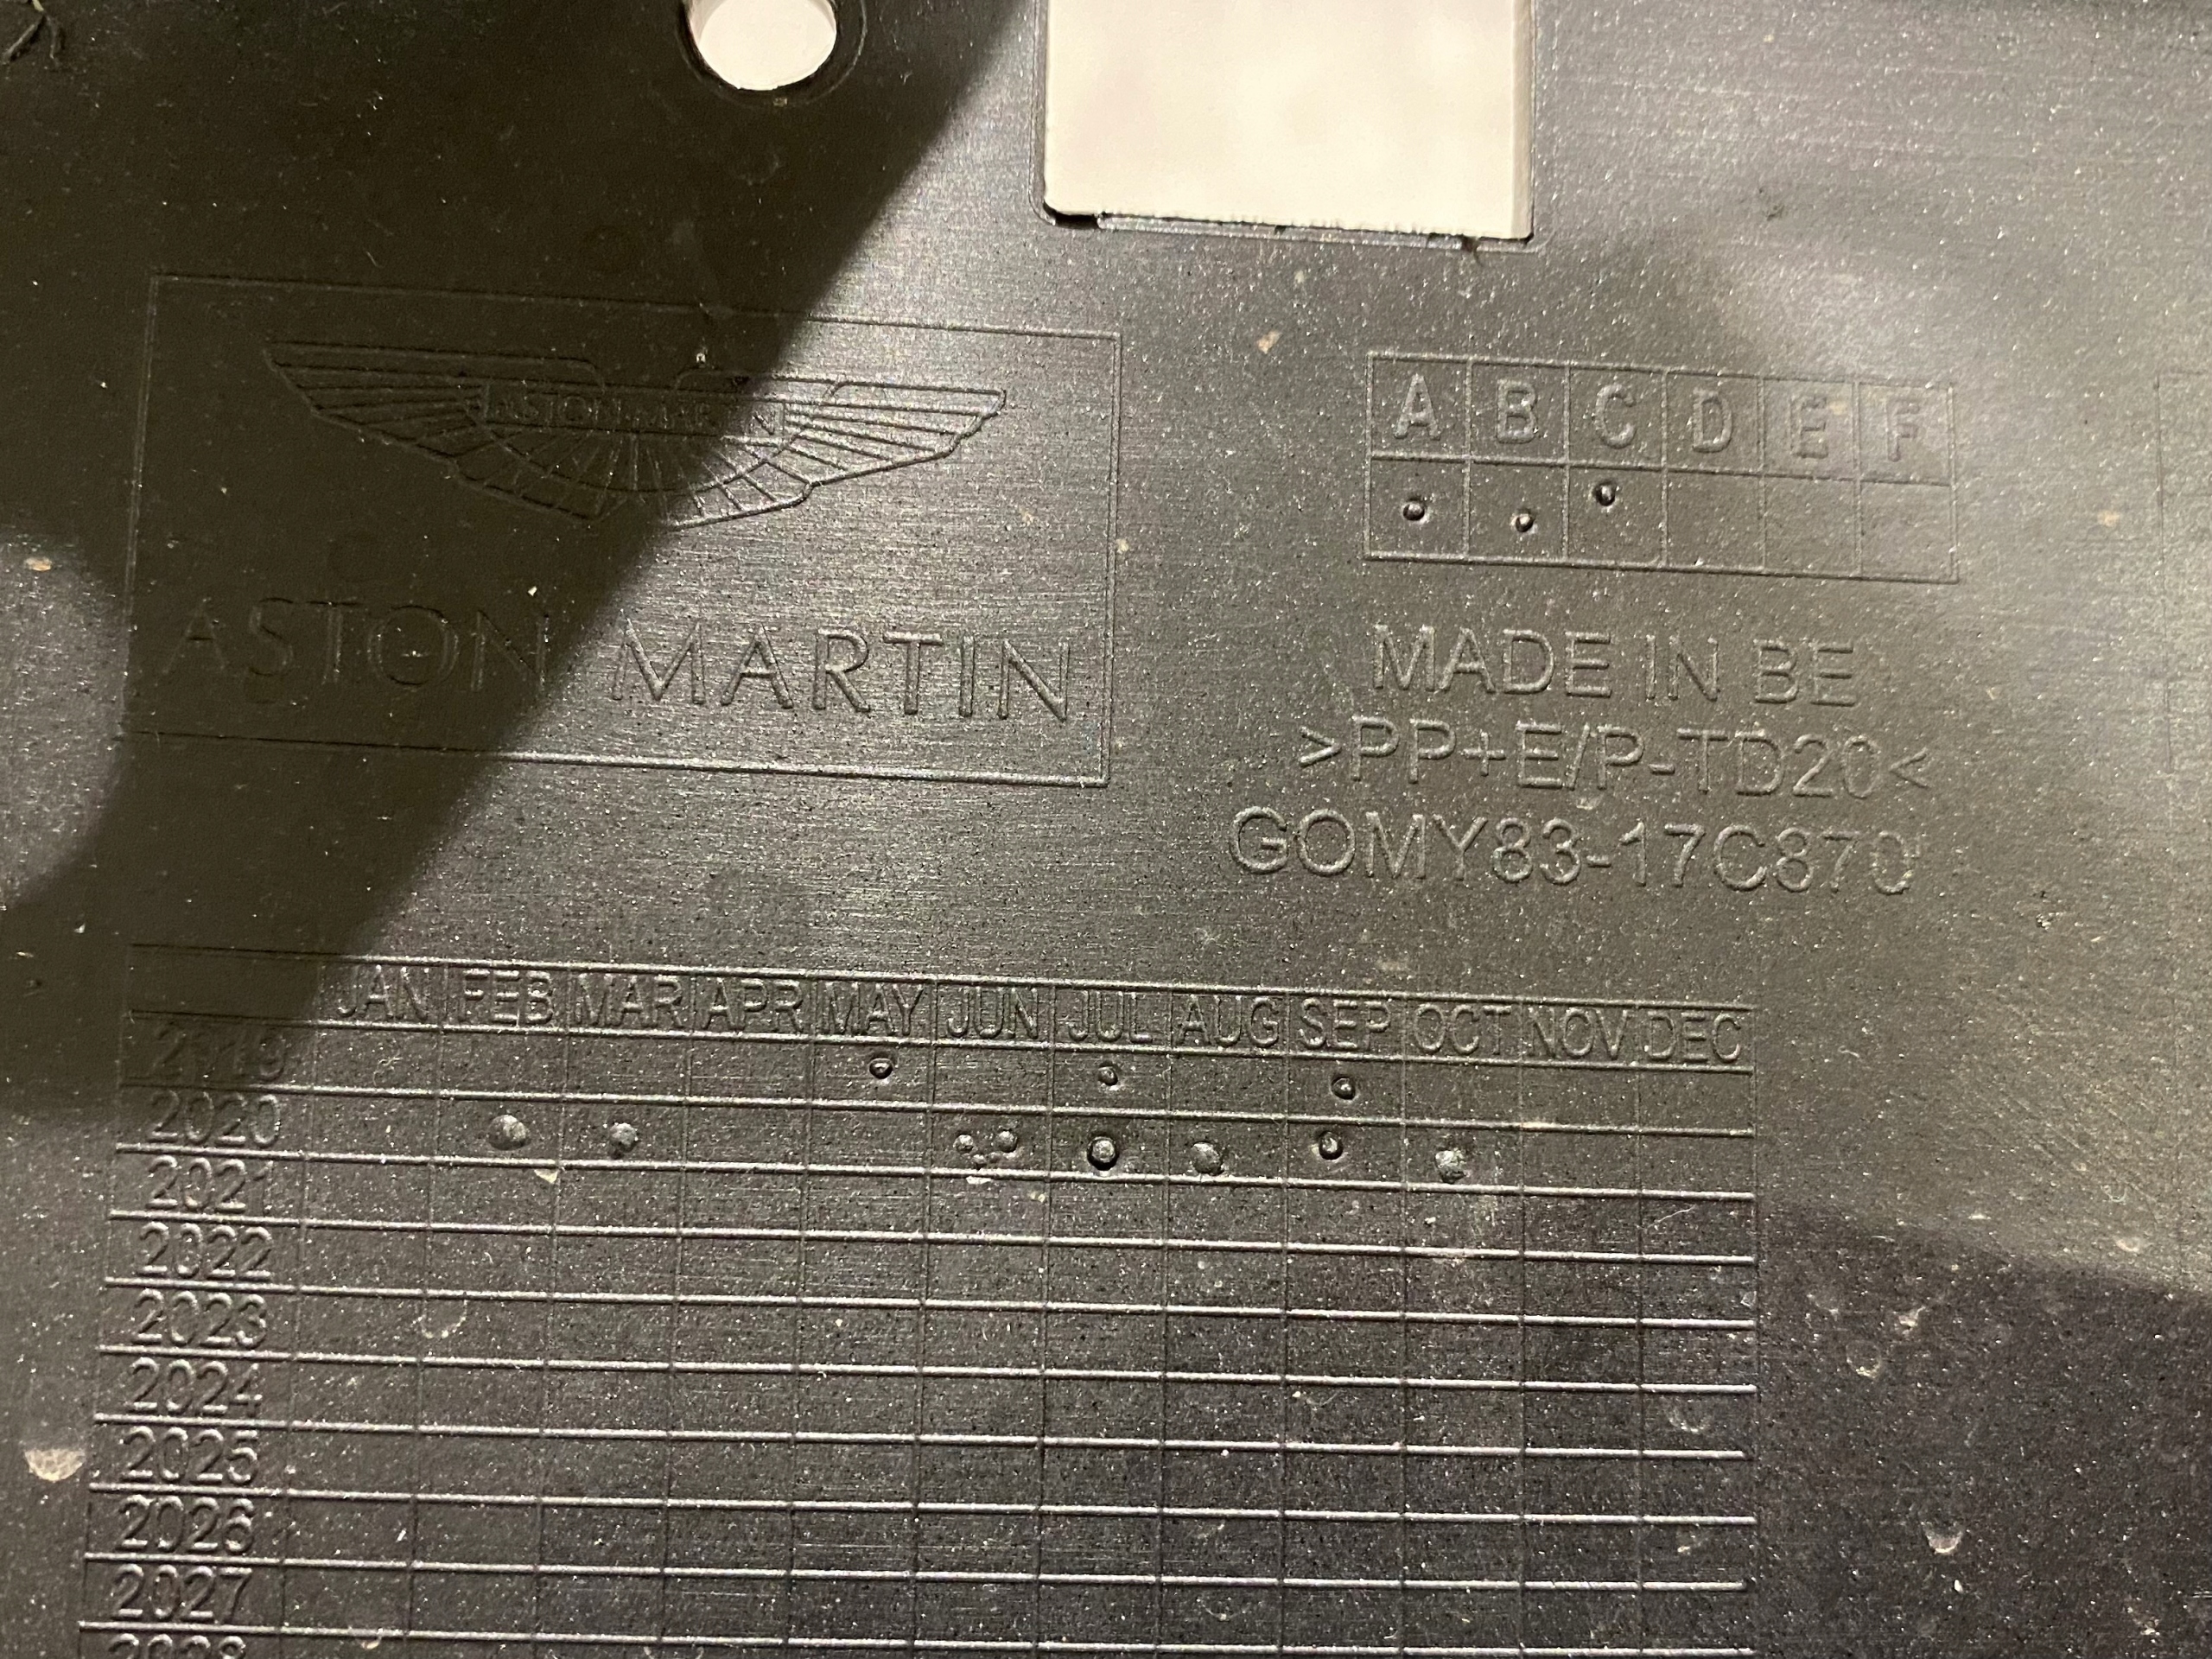 ASTON MARTIN
ASTON MARTIN
A B C D E F
MADE IN BE
>PP+E/P-TD20<
GOMY83-17C870
JAN FEB MAR APR MAY JUN JUL AUG SEP OCT NOV DEC
2019
2020
2021
2022
2023
2024
2025
2026
2027
2028